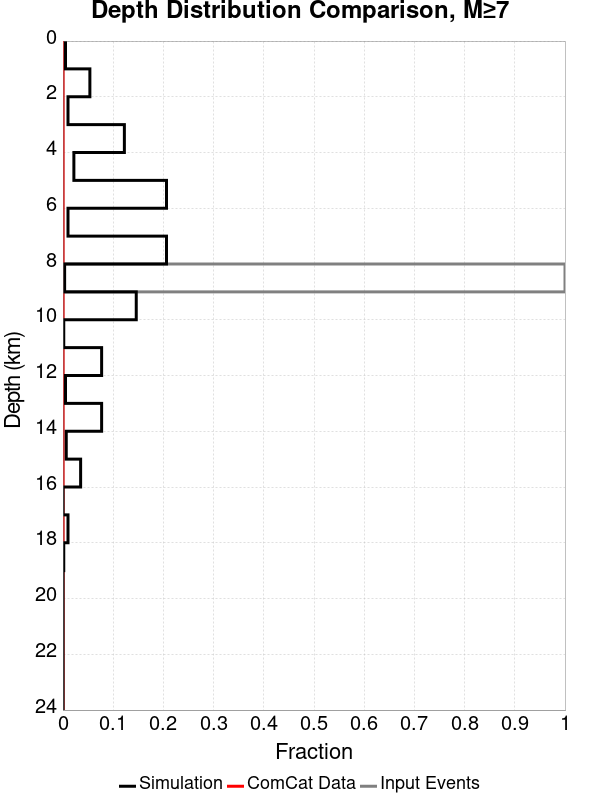 Depth Distribution Comparison, M≥7
0
2
4
6
8
10
12
14
16
18
20
22
24
Depth (km)
0 0.1 0.2 0.3 0.4 0.5 0.6 0.7 0.8 0.9 1
Fraction
Simulation ComCat Data Input Events